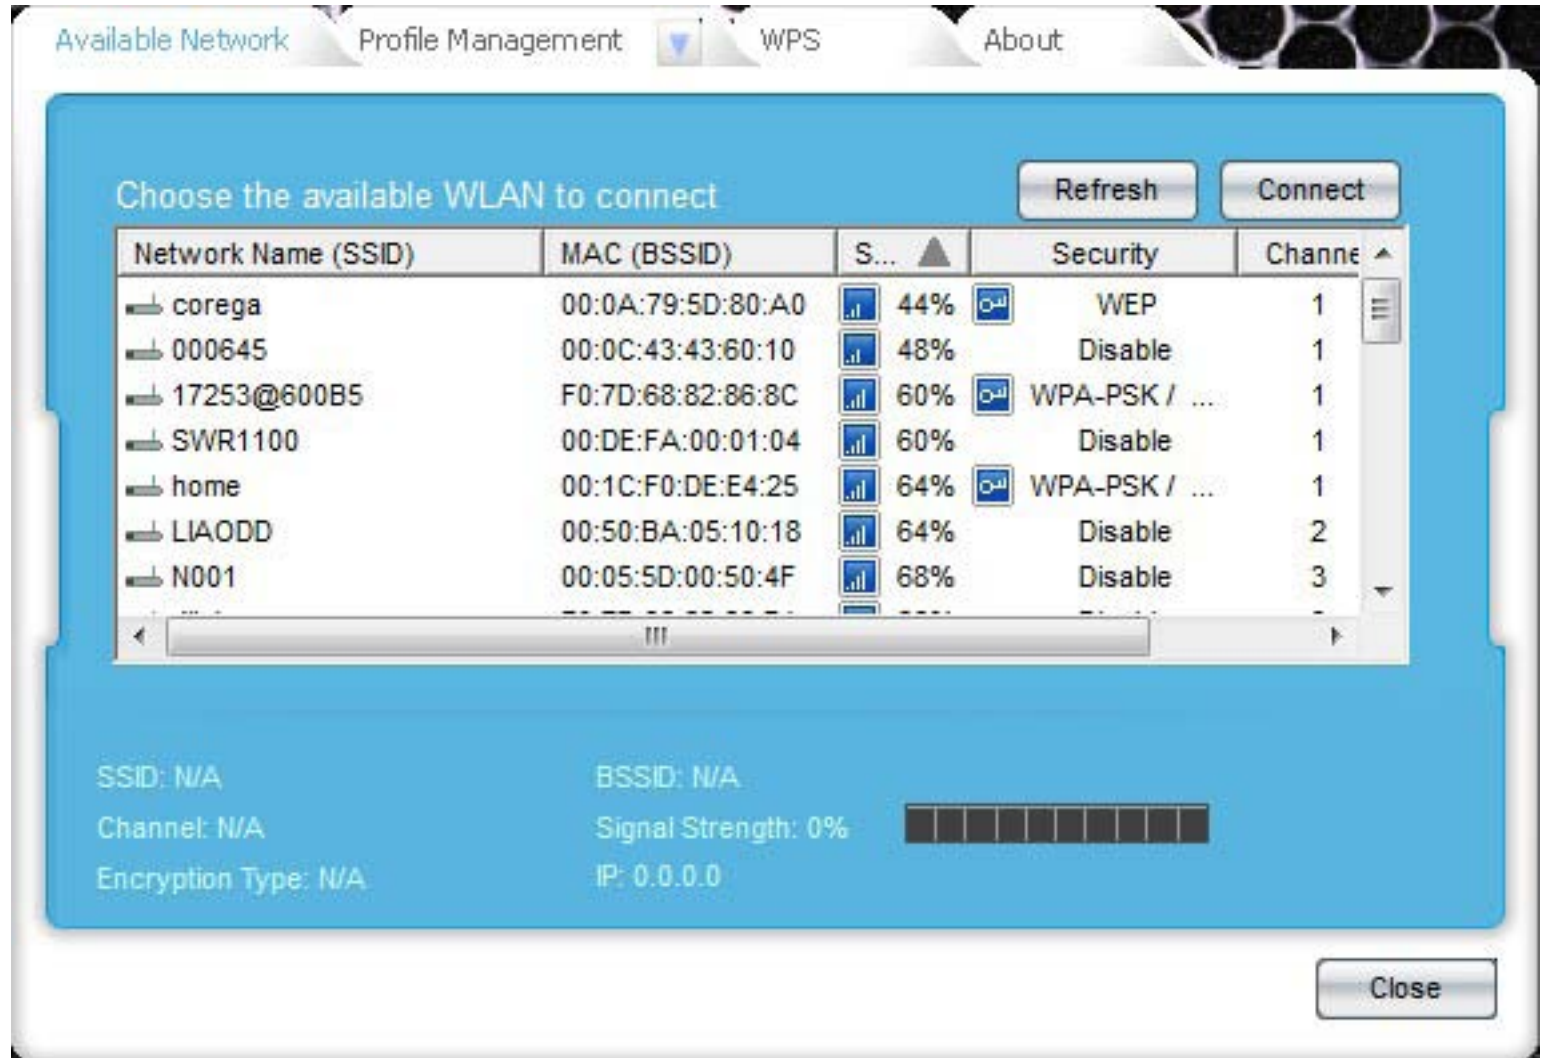 Available Network Profile Management WPS About
Choose the available WLAN to connect Refresh Connect
Network Name (SSID) MAC (BSSID) S... Security Channe
corega 00:0A:79:5D:80:A0 44% WEP 1
000645 00:0C:43:43:60:10 48% Disable 1
17253@600B5 F0:7D:68:82:86:8C 60% WPA-PSK / ... 1
SWR1100 00:DE:FA:00:01:04 60% Disable 1
home 00:1C:F0:DE:E4:25 64% WPA-PSK / ... 1
LIAODD 00:50:BA:05:10:18 64% Disable 2
N001 00:05:5D:00:50:4F 68% Disable 3
SSID: N/A BSSID: N/A
Channel: N/A Signal Strength: 0%
Encryption Type: N/A IP: 0.0.0.0
Close